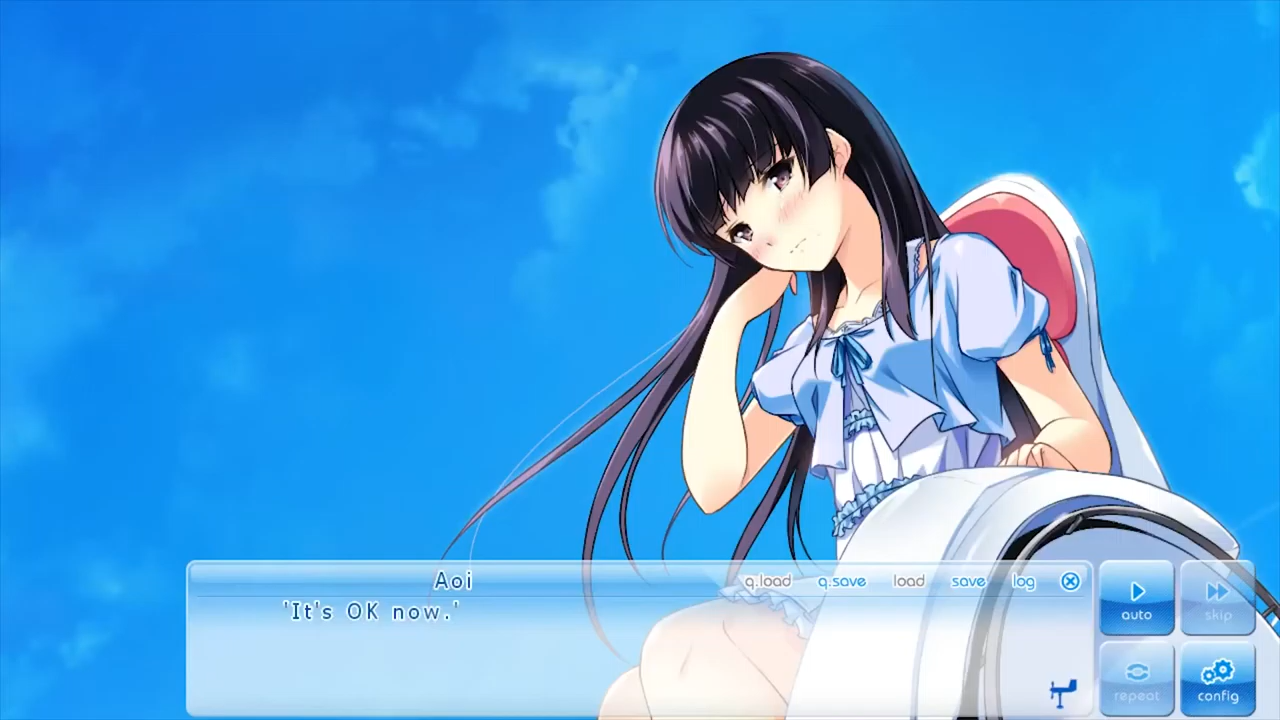 Aoi
q.load q.save load save log
'It's OK now.'
auto
skip
repeat
config